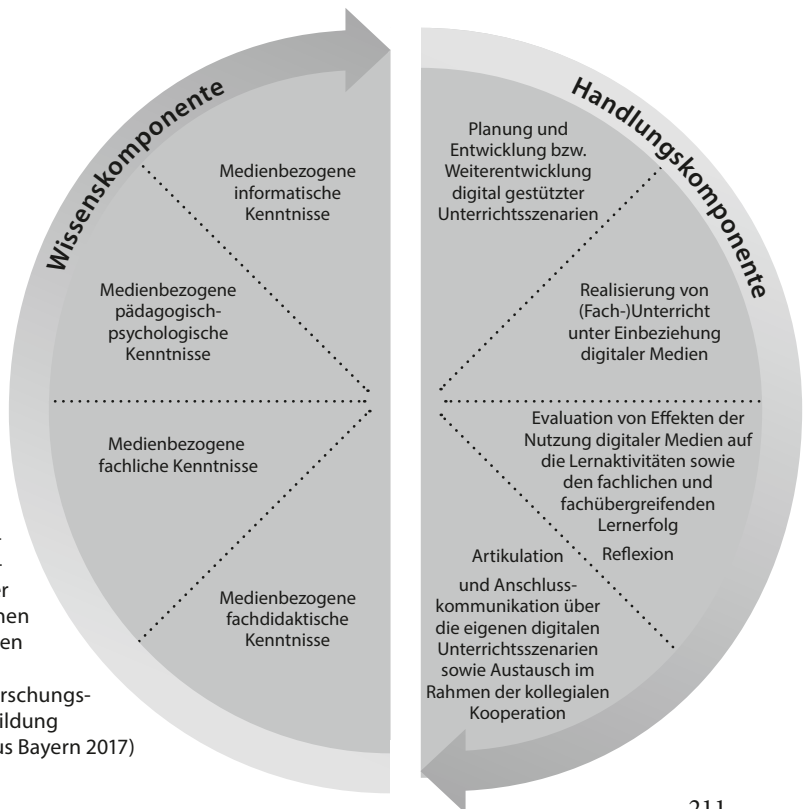 Wissenskomponente
Medienbezogene
informatische
Kenntnisse
Medienbezogene
pädagogisch-
psychologische
Kenntnisse
Medienbezogene
fachliche Kenntnisse
Medienbezogene
fachdidaktische
Kenntnisse
Handlungskomponente
Planung und
Entwicklung bzw.
Weiterentwicklung
digital gestützter
Unterrichtsszenarien
Realisierung von
(Fach-)Unterricht
unter Einbeziehung
digitaler Medien
Evaluation von Effekten der
Nutzung digitaler Medien auf
die Lernaktivitäten sowie
den fachlichen und
fachübergreifenden
Lernerfolg
Reflexion
Artikulation
und Anschluss-
kommunikation über
die eigenen digitalen
Unterrichtsszenarien
sowie Austausch im
Rahmen der kollegialen
Kooperation
Bayern 2017)
211